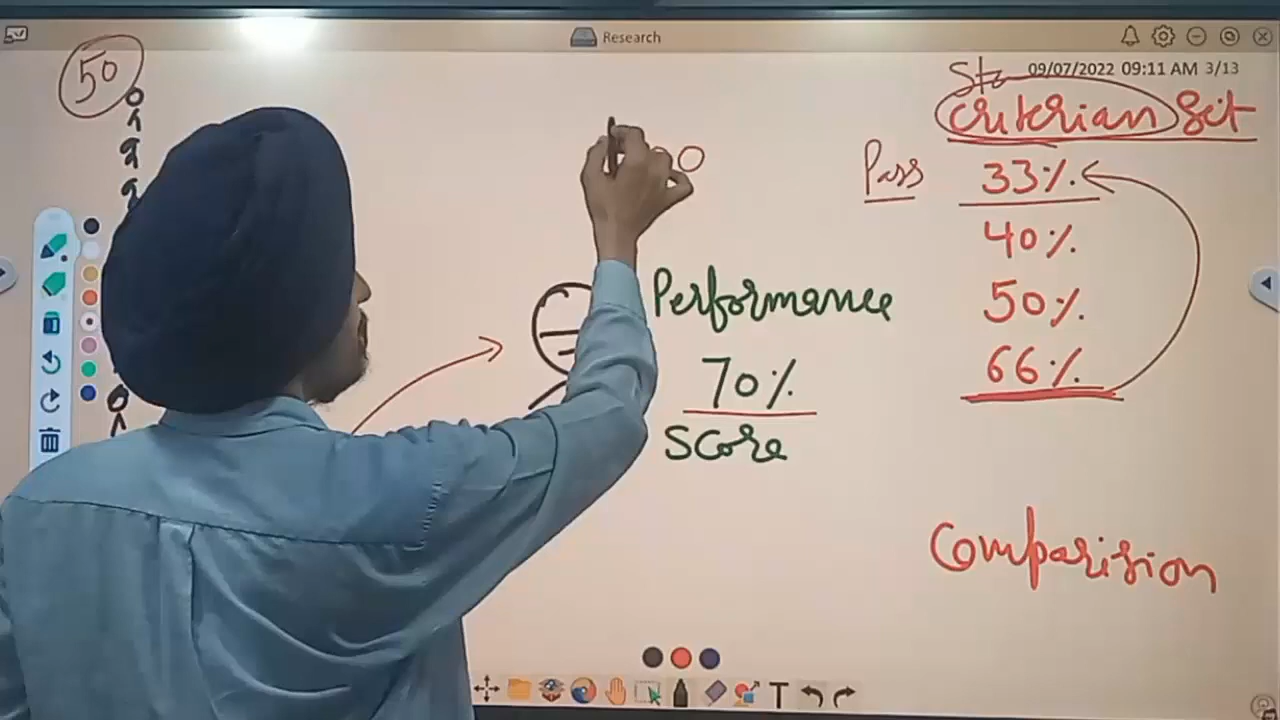 Research
09/07/2022 09:11 AM 3/13
50
Criterian Set
Pass 33%
40%
50%
66%
Performance
70%
Score
Comparision
T